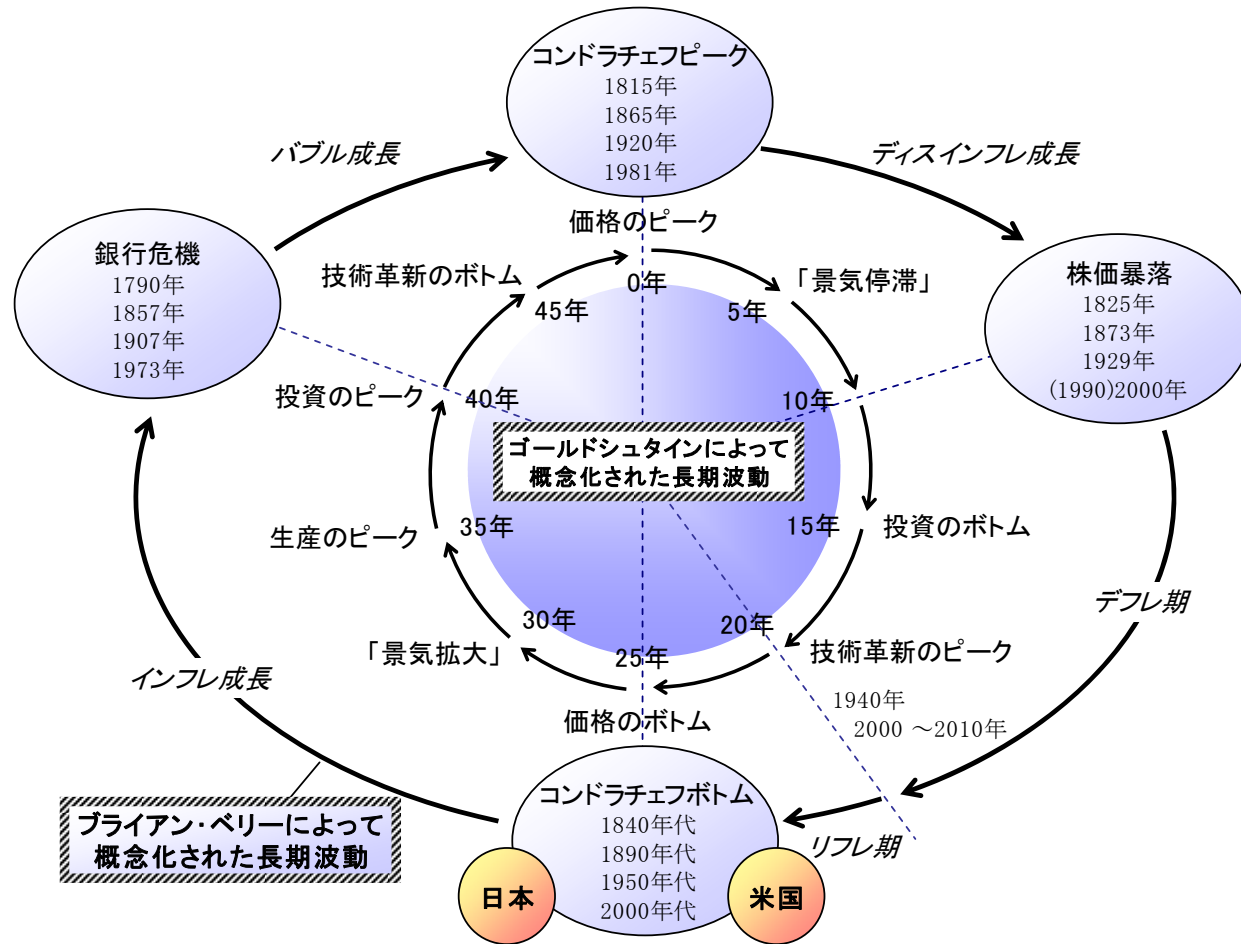 コンドラチェフピーク
1815年
1865年
1920年
1981年
バブル成長
ディスインフレ成長
銀行危機
1790年
1857年
1907年
1973年
株価暴落
1825年
1873年
1929年
(1990)2000年
価格のピーク
技術革新のボトム
「景気停滞」
0年
45年
5年
投資のピーク
40年
10年
ゴールドシュタインによって
概念化された長期波動
生産のピーク
35年
15年
投資のボトム
デフレ期
30年
20年
25年
「景気拡大」
技術革新のピーク
インフレ成長
1940年
2000 ～2010年
価格のボトム
コンドラチェフボトム
1840年代
1890年代
1950年代
2000年代
リフレ期
ブライアン・ベリーによって
概念化された長期波動
日本
米国